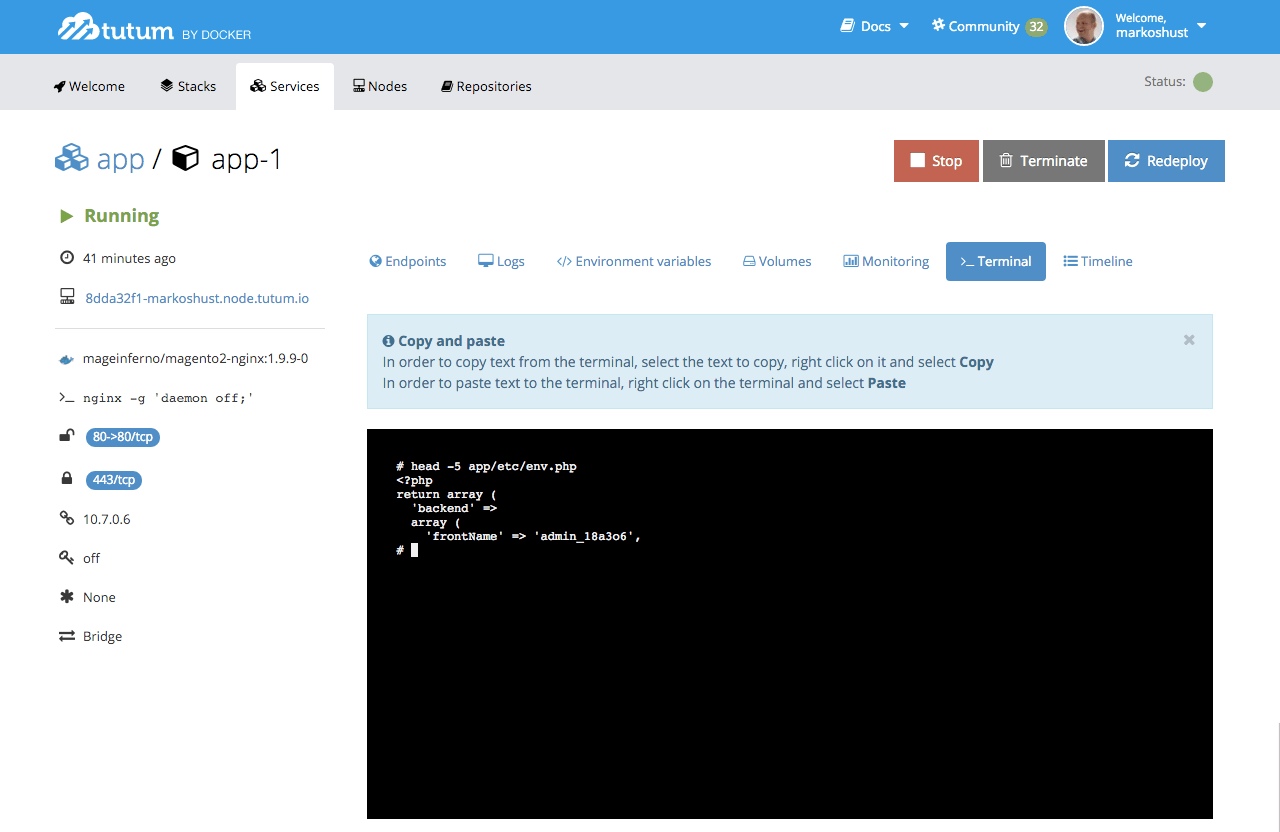 tutum BY DOCKER
Docs
Community 32
Welcome,
markoshust
Welcome
Stacks
Services
Nodes
Repositories
Status:
app / app-1
Stop
Terminate
Redeploy
Running
41 minutes ago
8dda32f1-markoshust.node.tutum.io
mageinferno/magento2-nginx:1.9.9-0
nginx -g 'daemon off;'
80->80/tcp
443/tcp
10.7.0.6
off
None
Bridge
Endpoints
Logs
Environment variables
Volumes
Monitoring
Terminal
Timeline
Copy and paste
In order to copy text from the terminal, select the text to copy, right click on it and select Copy
In order to paste text to the terminal, right click on the terminal and select Paste
# head -5 app/etc/env.php
<?php
return array (
  'backend' =>
  array (
    'frontName' => 'admin_18a3o6',
#